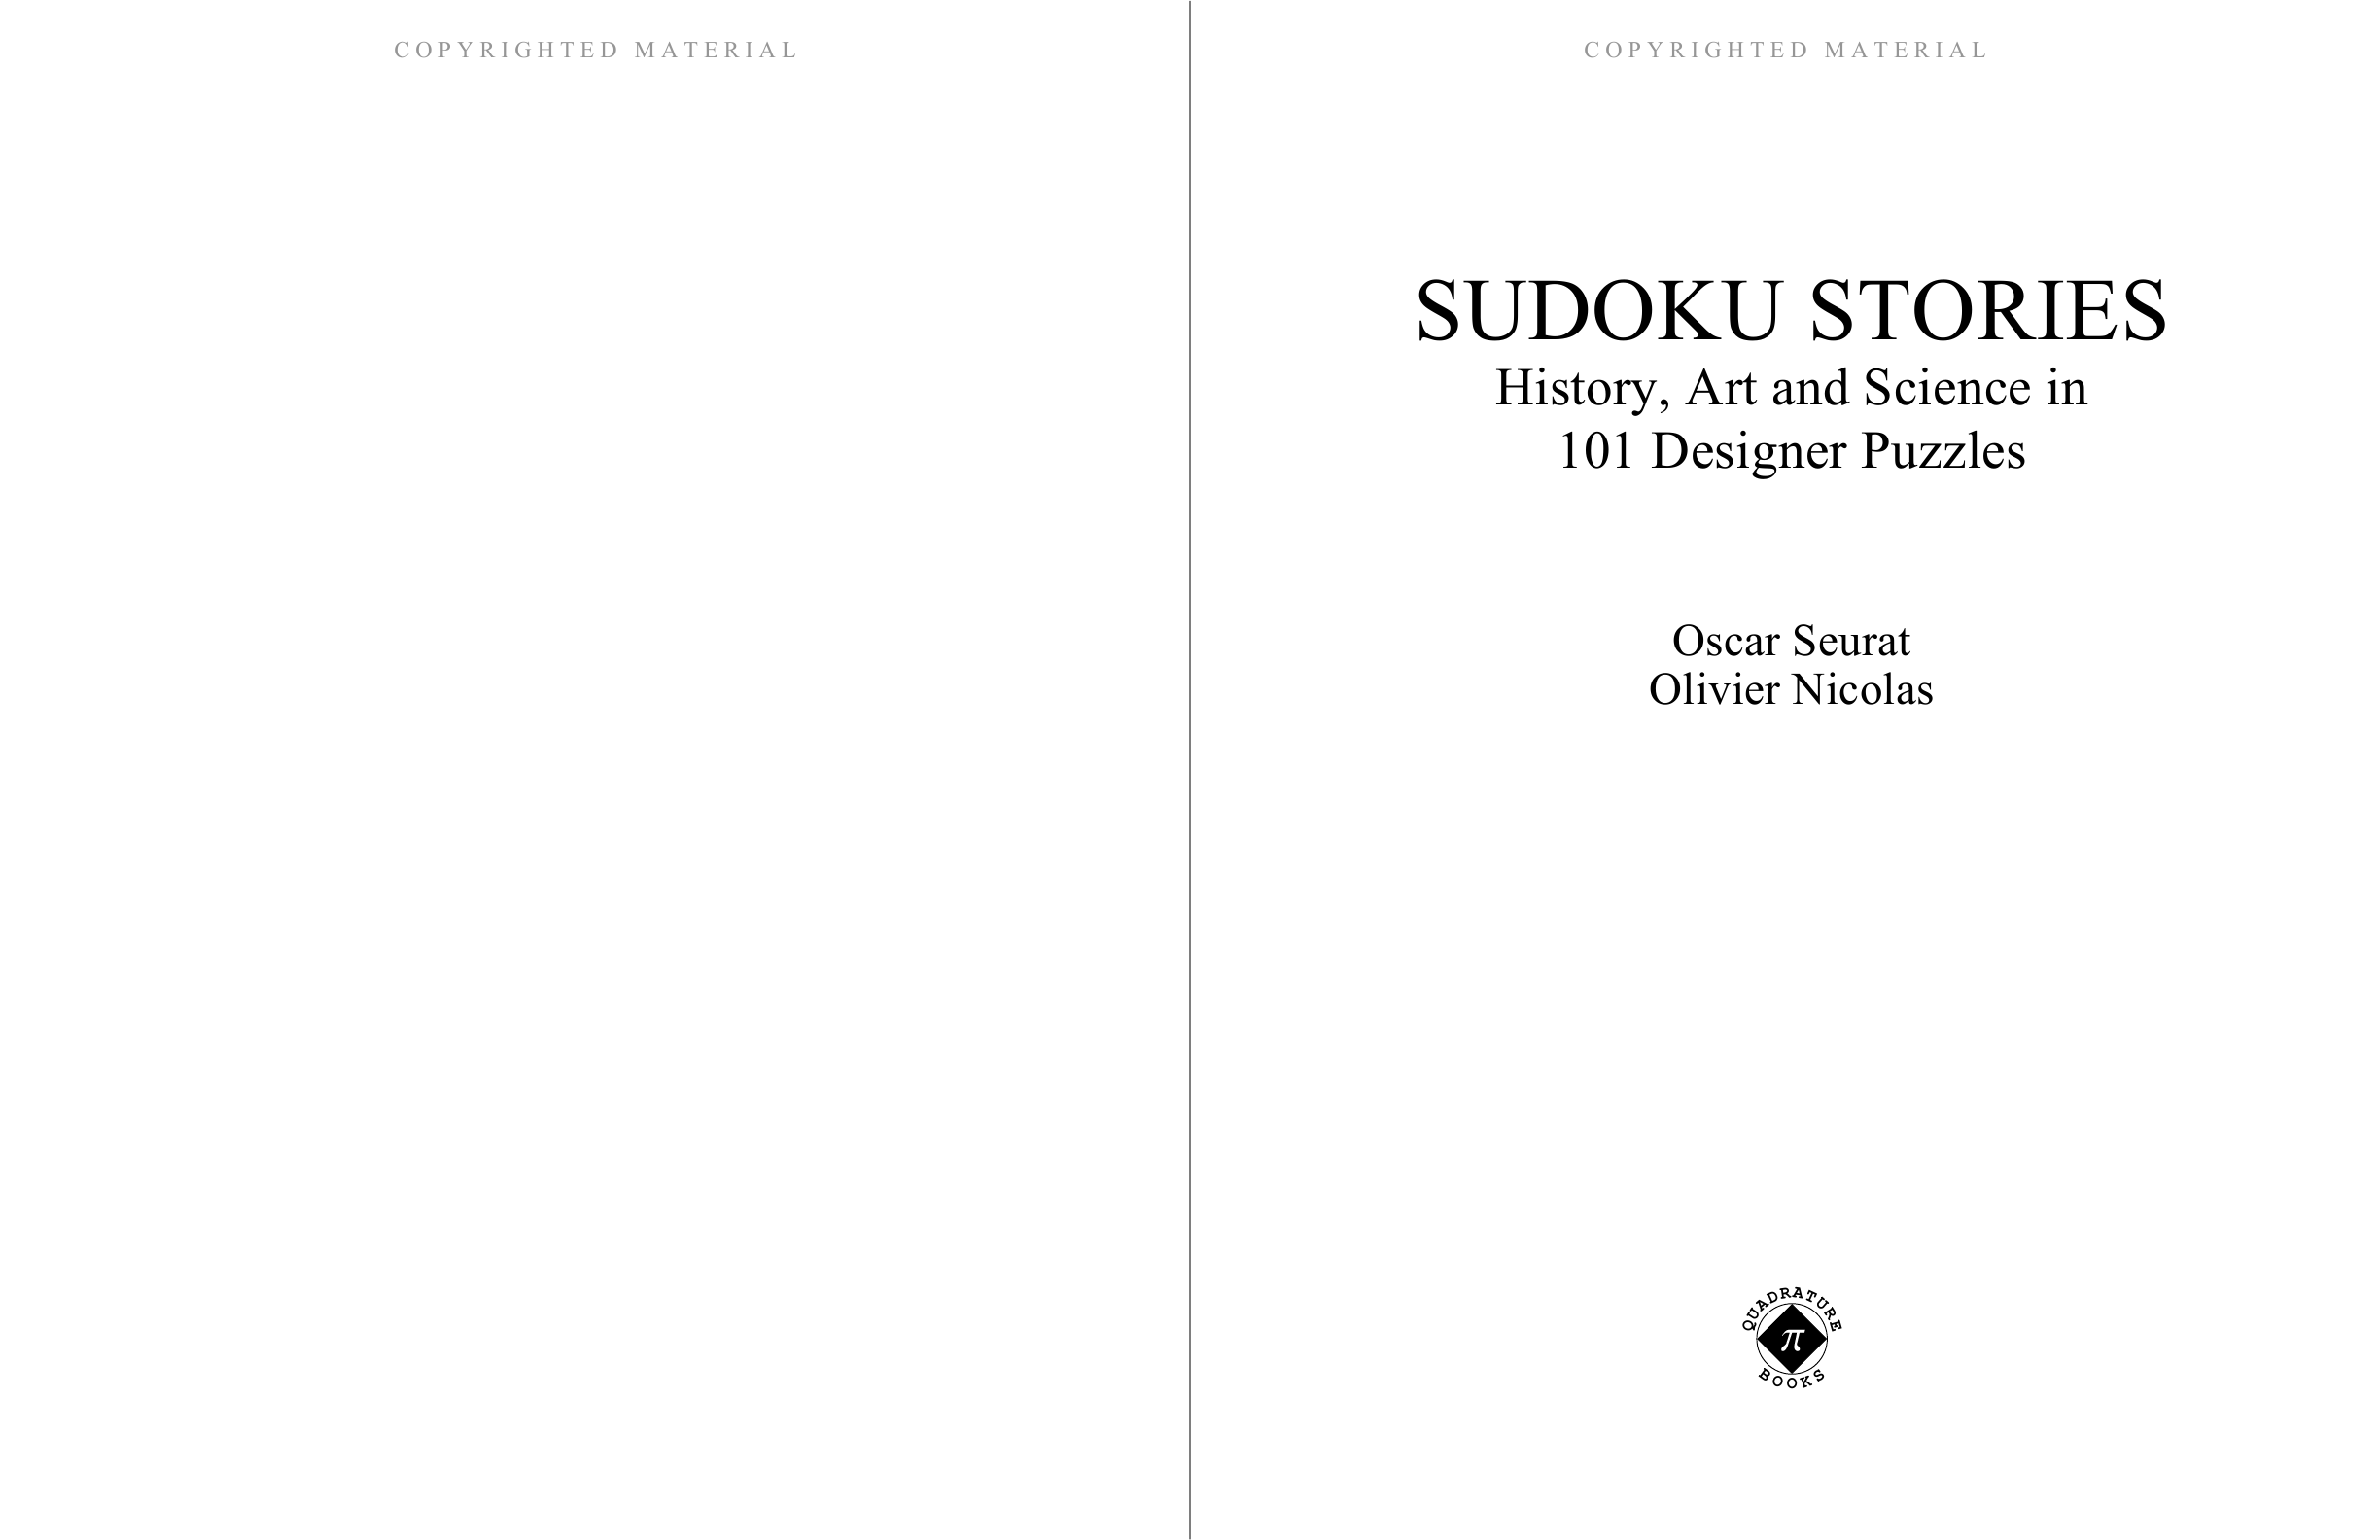 COPYRIGHTED MATERIAL
COPYRIGHTED MATERIAL
SUDOKU STORIES
History, Art and Science in
101 Designer Puzzles
Oscar Seurat
Olivier Nicolas
QUADRATURE
π
BOOKS